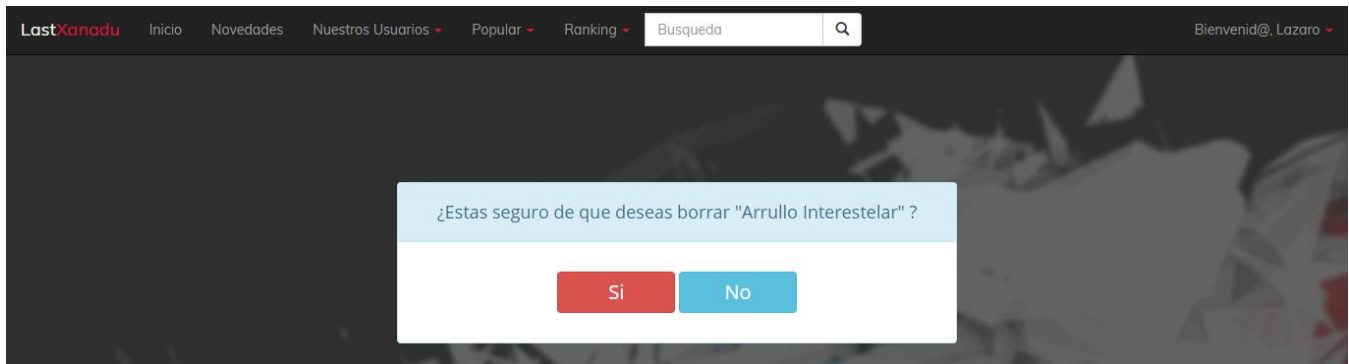 LastXanadu Inicio Novedades Nuestros Usuarios Popular Ranking Busqueda Bienvenid@, Lazaro
¿Estas seguro de que deseas borrar "Arrullo Interestelar" ?
Si No